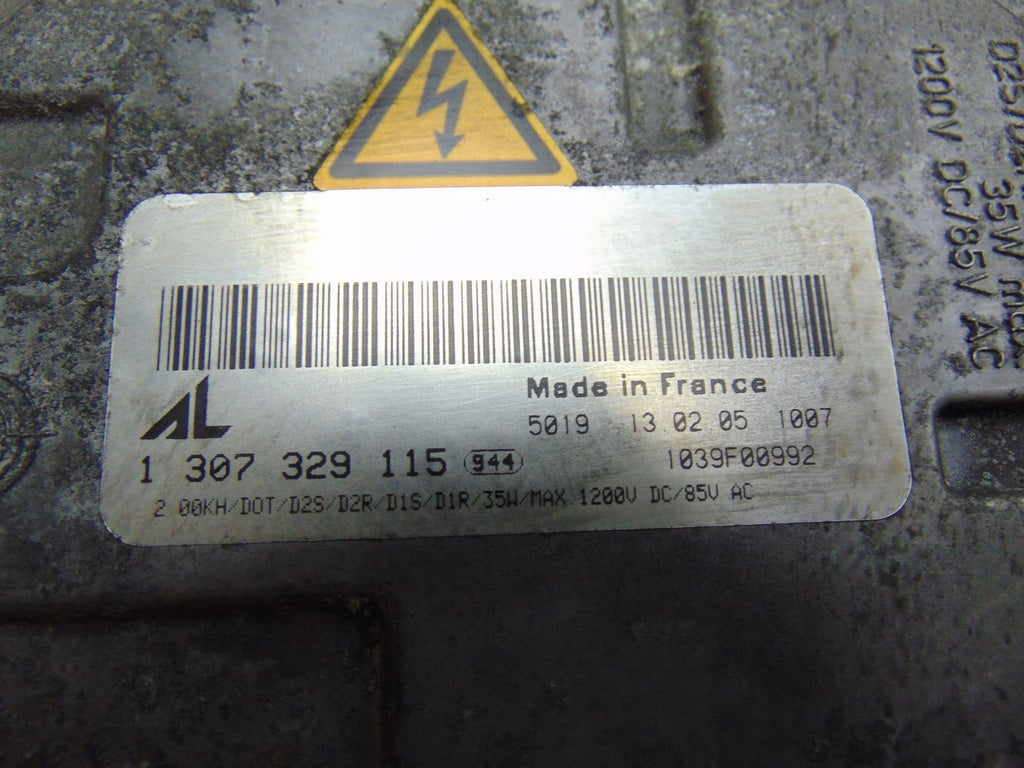 Made in France
5019 13 02 05 1007
AL
1 307 329 115 944 1039F00992
2 00KH/DOT/D2S/D2R/D1S/D1R/35W/MAX 1200V DC/85V AC
35W max
1200V DC/85V AC